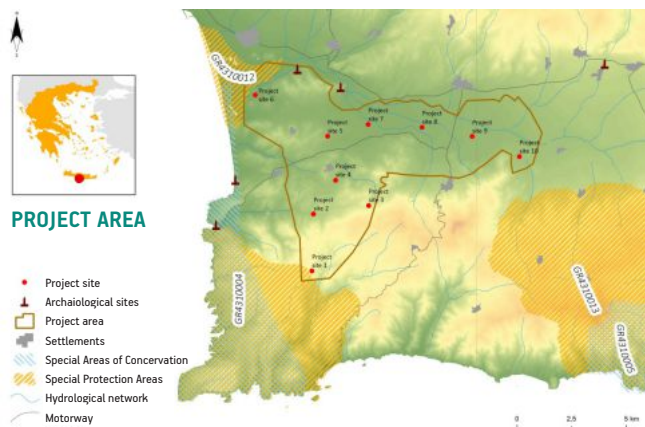 GR4310012
Project
site 6
Project
site 7
Project
site 8
Project
site 5
Project
site 9
Project
site 10
Project
site 4
Project
site 3
Project
site 2
Project
site 1
PROJECT AREA
Project site
Archaiological sites
Project area
Settlements
Special Areas of Concervation
Special Protection Areas
Hydrological network
Motorway
GR4310004
GR4310013
GR4310005
0 2,5 5 km